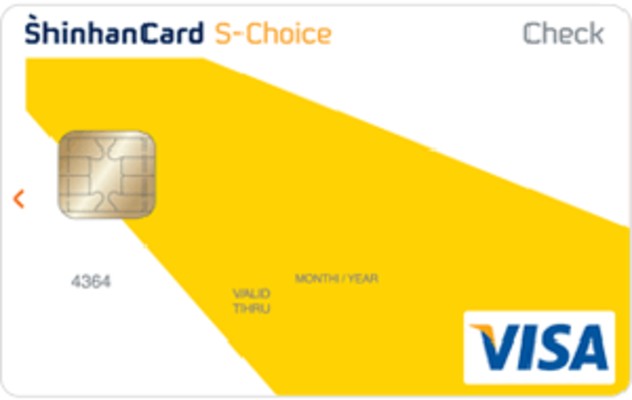 ShinhanCard S-Choice Check
MONTH / YEAR
4364
VALID
THRU
VISA